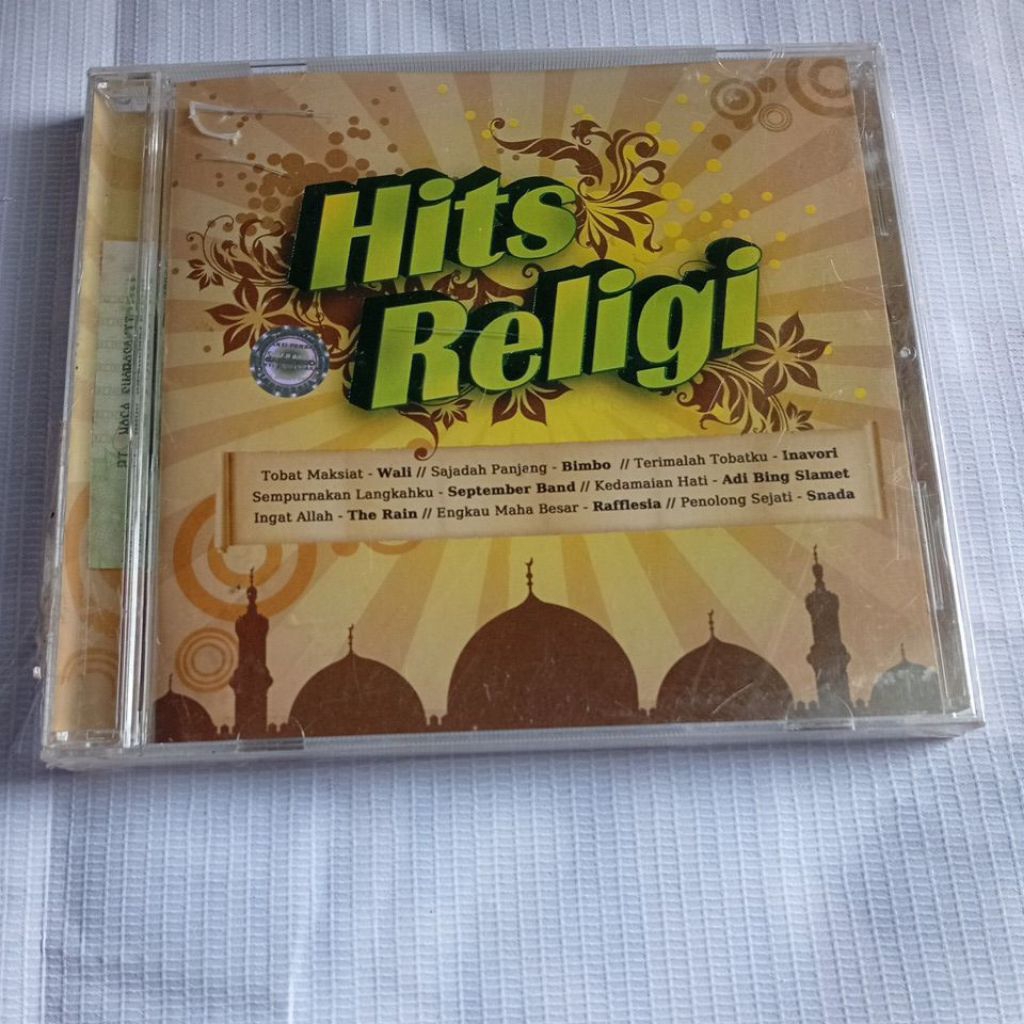 Hits
Religi
Tobat Maksiat - Wali // Sajadah Panjang - Bimbo // Terimalah Tobatku - Inavori
Sempurnakan Langkahku - September Band // Kedamaian Hati - Adi Bing Slamet
Ingat Allah - The Rain // Engkau Maha Besar - Rafflesia // Penolong Sejati - Snada